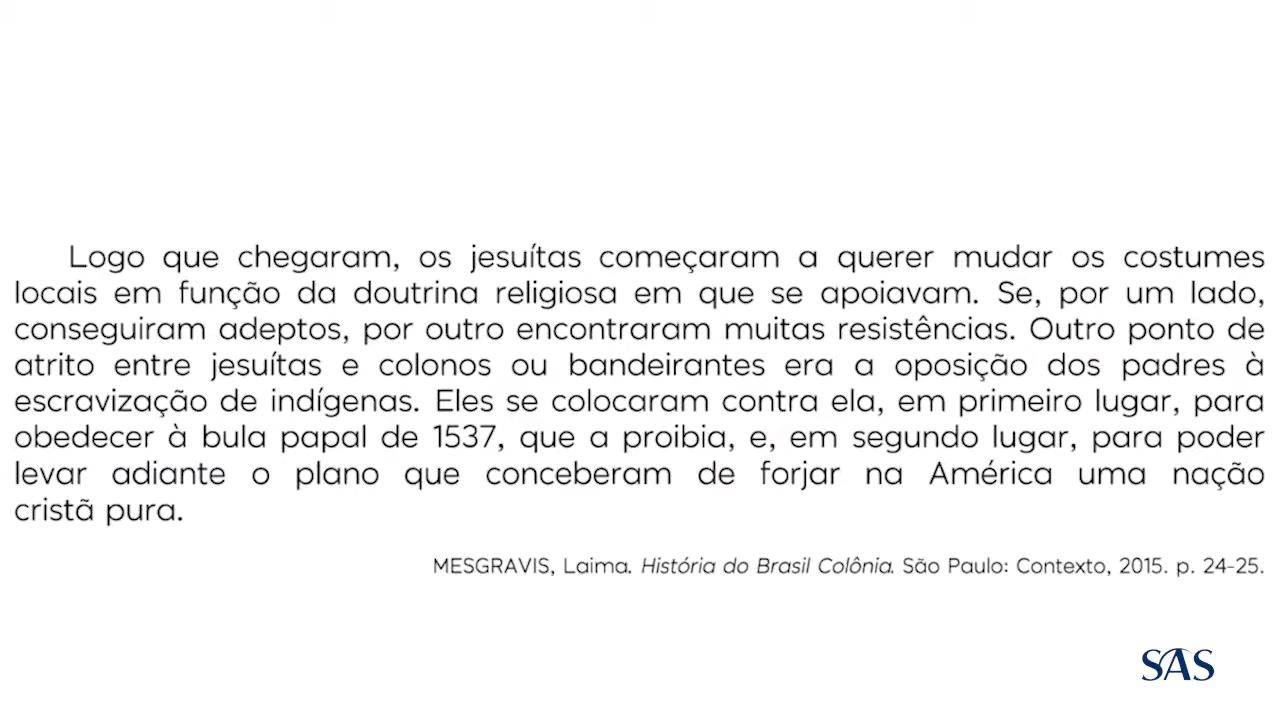 Logo que chegaram, os jesuítas começaram a querer mudar os costumes
locais em função da doutrina religiosa em que se apoiavam. Se, por um lado,
conseguiram adeptos, por outro encontraram muitas resistências. Outro ponto de
atrito entre jesuítas e colonos ou bandeirantes era a oposição dos padres à
escravização de indígenas. Eles se colocaram contra ela, em primeiro lugar, para
obedecer à bula papal de 1537, que a proibia, e, em segundo lugar, para poder
levar adiante o plano que conceberam de forjar na América uma nação
cristã pura.
MESGRAVIS, Laima. História do Brasil Colônia. São Paulo: Contexto, 2015. p. 24-25.
SAS